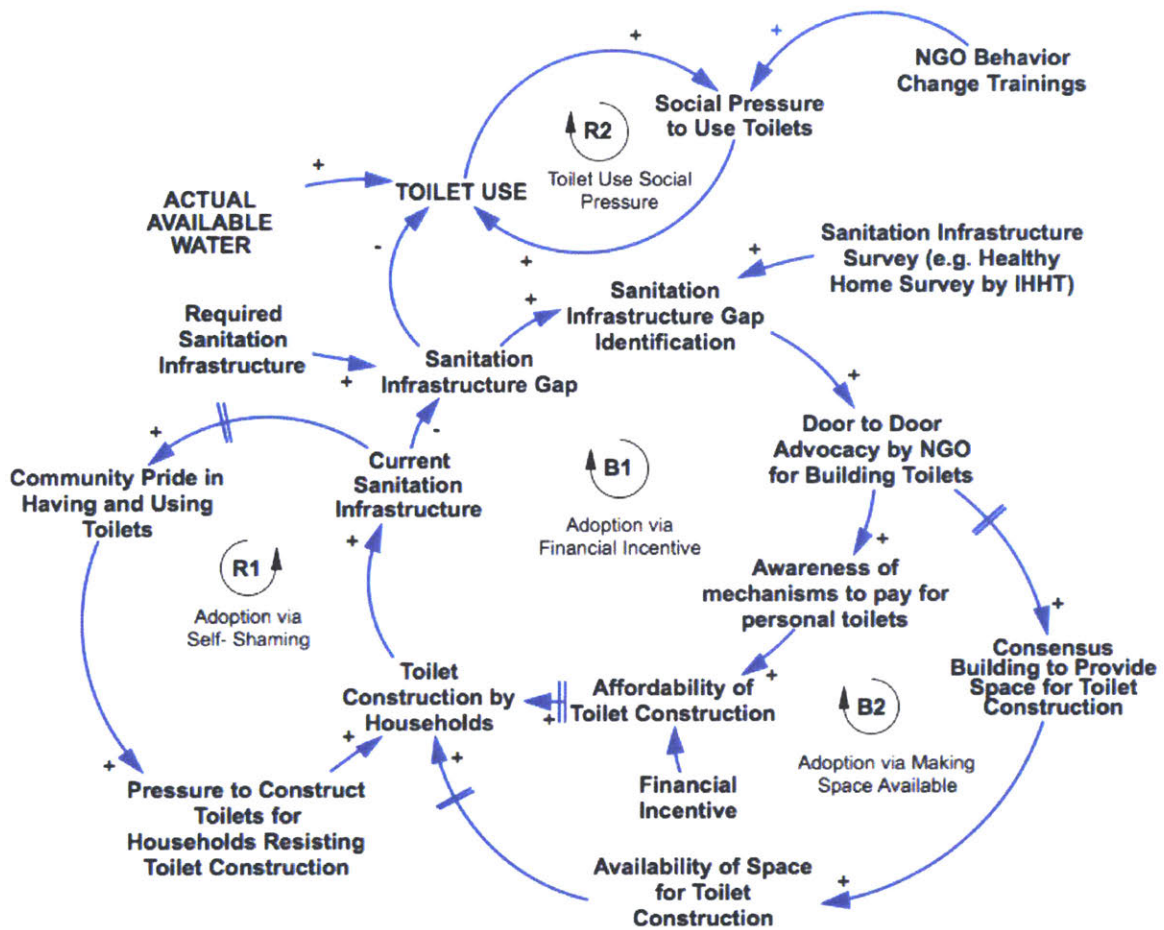 NGO Behavior
Change Trainings
Social Pressure
to Use Toilets
R2
Toilet Use Social
Pressure
TOILET USE
ACTUAL
AVAILABLE
WATER
Sanitation Infrastructure
Survey (e.g. Healthy
Home Survey by IHHT)
Sanitation
Infrastructure Gap
Identification
Required
Sanitation
Infrastructure
Sanitation
Infrastructure Gap
Door to Door
Advocacy by NGO
for Building Toilets
B1
Adoption via
Financial Incentive
Current
Sanitation
Infrastructure
Community Pride in
Having and Using
Toilets
R1
Adoption via
Self- Shaming
Awareness of
mechanisms to pay for
personal toilets
Consensus
Building to Provide
Space for Toilet
Construction
Toilet
Construction by
Households
Affordability of
Toilet Construction
B2
Adoption via Making
Space Available
Financial
Incentive
Pressure to Construct
Toilets for
Households Resisting
Toilet Construction
Availability of Space
for Toilet
Construction
+
+
+
-
+
+
+
+
+
-
+
+
+
+
+
+
+
+
+
+